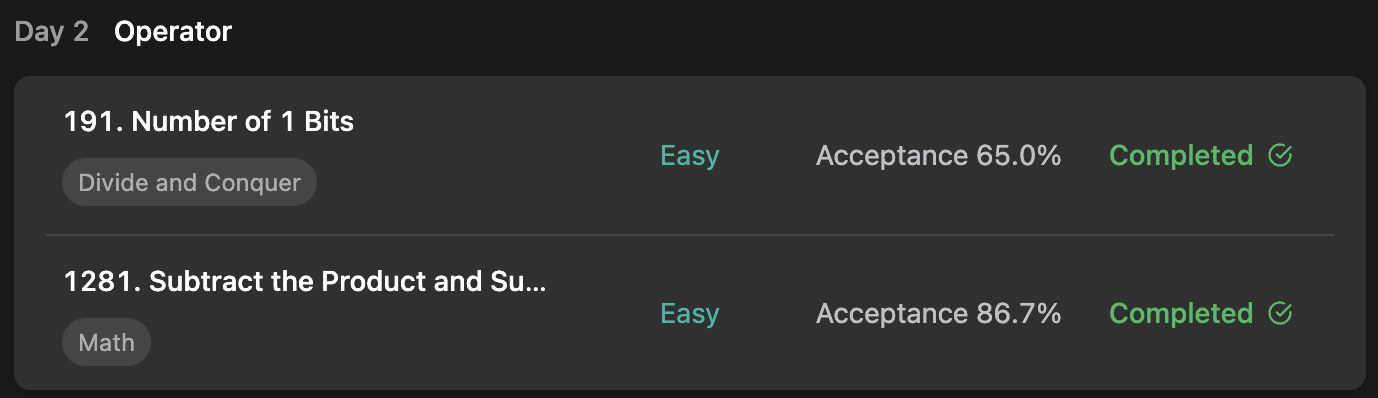 Day 2 Operator
191. Number of 1 Bits
Divide and Conquer
Easy
Acceptance 65.0%
Completed
1281. Subtract the Product and Su...
Math
Easy
Acceptance 86.7%
Completed